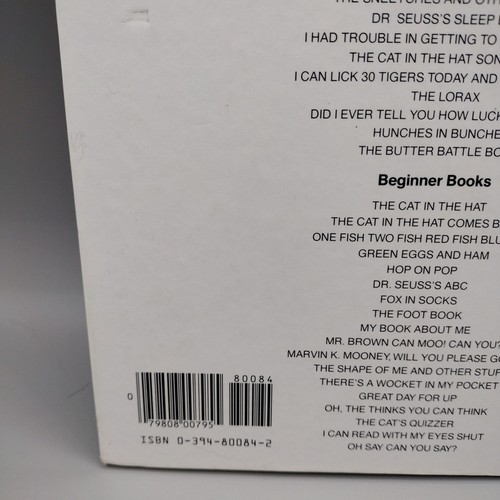 THE SNEETCHES AND OTH
DR SEUSS'S SLEEP
I HAD TROUBLE IN GETTING TO
THE CAT IN THE HAT SON
I CAN LICK 30 TIGERS TODAY AND
THE LORAX
DID I EVER TELL YOU HOW LUCK
HUNCHES IN BUNCHE
THE BUTTER BATTLE BO
Beginner Books
THE CAT IN THE HAT
THE CAT IN THE HAT COMES B
ONE FISH TWO FISH RED FISH BLU
GREEN EGGS AND HAM
HOP ON POP
DR. SEUSS'S ABC
FOX IN SOCKS
THE FOOT BOOK
MY BOOK ABOUT ME
MR. BROWN CAN MOO! CAN YOU?
MARVIN K. MOONEY, WILL YOU PLEASE GO
THE SHAPE OF ME AND OTHER STUF
THERE'S A WOCKET IN MY POCKET
GREAT DAY FOR UP
OH, THE THINKS YOU CAN THINK
THE CAT'S QUIZZER
I CAN READ WITH MY EYES SHUT
OH SAY CAN YOU SAY?
80084
0
79808 00795
ISBN 0-394-80084-2